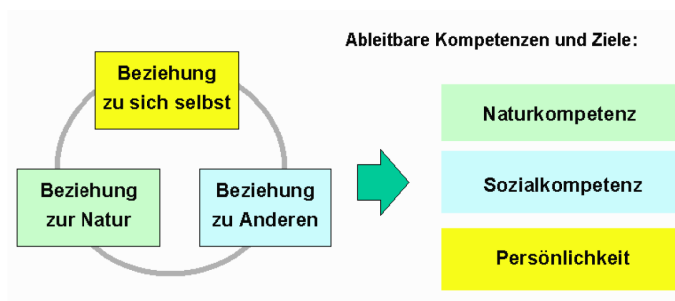 Ableitbare Kompetenzen und Ziele:
Beziehung
zu sich selbst
Beziehung
zur Natur
Beziehung
zu Anderen
Naturkompetenz
Sozialkompetenz
Persönlichkeit